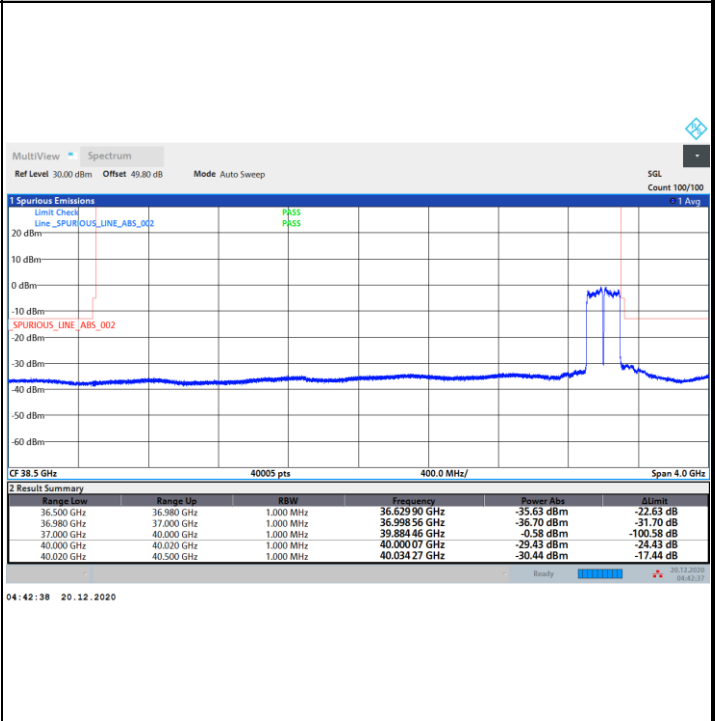 MultiView Spectrum
Ref Level 30.00 dBm Offset 49.80 dB Mode Auto Sweep SGL
Count 100/100
1 Spurious Emissions 1 Avg
Limit Check PASS
Line _SPURIOUS_LINE_ABS_002 PASS
20 dBm
10 dBm
0 dBm
-10 dBm
_SPURIOUS_LINE_ABS_002
-20 dBm
-30 dBm
-40 dBm
-50 dBm
-60 dBm
CF 38.5 GHz 40005 pts 400.0 MHz/ Span 4.0 GHz
2 Result Summary
Range Low Range Up RBW Frequency Power Abs ΔLimit
36.500 GHz 36.980 GHz 1.000 MHz 36.629 90 GHz -35.63 dBm -22.63 dB
36.980 GHz 37.000 GHz 1.000 MHz 36.998 56 GHz -36.70 dBm -31.70 dB
37.000 GHz 40.000 GHz 1.000 MHz 39.884 46 GHz -0.58 dBm -100.58 dB
40.000 GHz 40.020 GHz 1.000 MHz 40.000 07 GHz -29.43 dBm -24.43 dB
40.020 GHz 40.500 GHz 1.000 MHz 40.034 27 GHz -30.44 dBm -17.44 dB
Ready 20.12.2020
04:42:37
04:42:38 20.12.2020